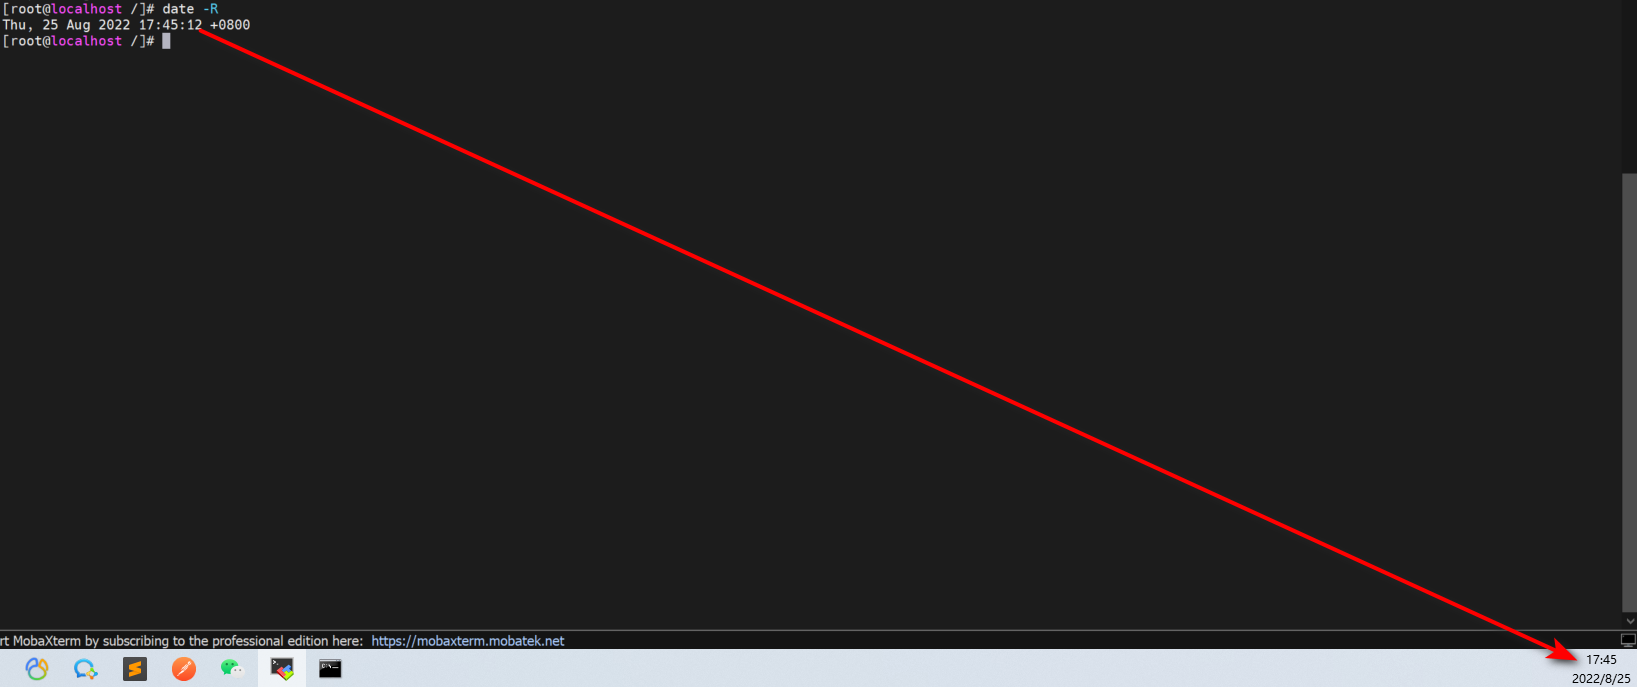 [root@localhost /]# date -R
Thu, 25 Aug 2022 17:45:12 +0800
[root@localhost /]#
rt MobaXterm by subscribing to the professional edition here: https://mobaxterm.mobatek.net
17:45
2022/8/25